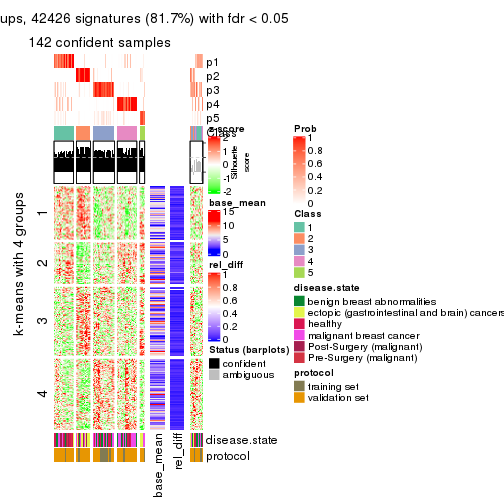 ups, 42426 signatures (81.7%) with fdr < 0.05
142 confident samples
p1
p2
p3
p4
p5
Class
Silhouette
score
1
2
3
4
k-means with 4 groups
base_mean
rel_diff
disease.state
protocol
z-score
2
1
0
-1
-2
base_mean
15
10
5
0
rel_diff
1
0.8
0.6
0.4
0.2
0
Status (barplots)
confident
ambiguous
Prob
1
0.8
0.6
0.4
0.2
0
Class
1
2
3
4
5
disease.state
benign breast abnormalities
ectopic (gastrointestinal and brain) cancers
healthy
malignant breast cancer
Post-Surgery (malignant)
Pre-Surgery (malignant)
protocol
training set
validation set